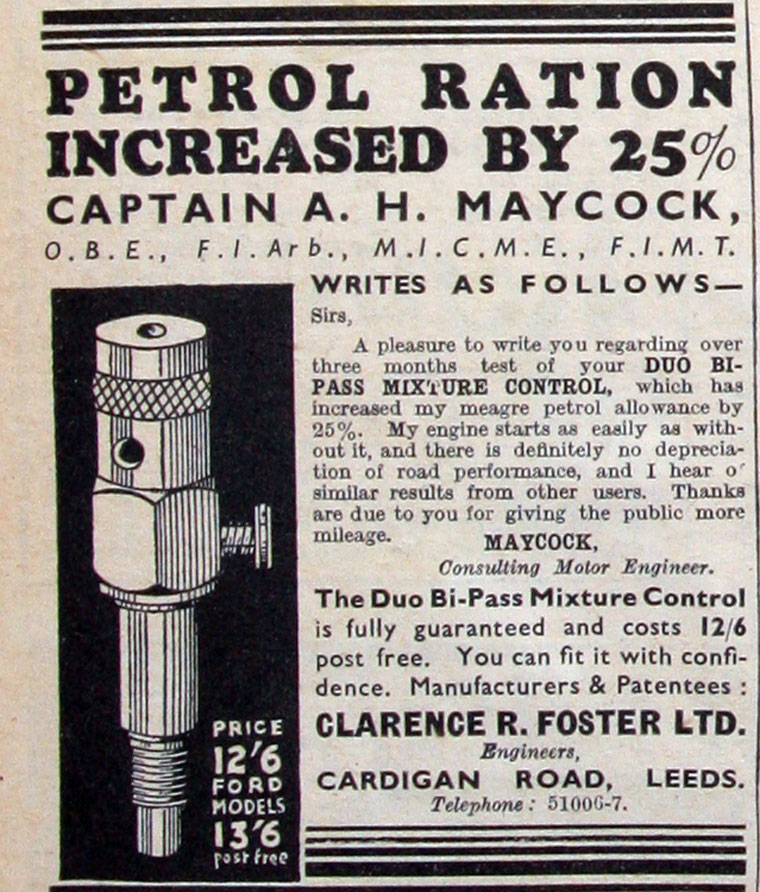 PETROL RATION
INCREASED BY 25%
CAPTAIN A. H. MAYCOCK,
O.B.E., F.I.Arb., M.I.C.M.E., F.I.M.T.
WRITES AS FOLLOWS—
Sirs,
A pleasure to write you regarding over
three months test of your DUO BI-
PASS MIXTURE CONTROL, which has
increased my meagre petrol allowance by
25%. My engine starts as easily as with-
out it, and there is definitely no deprecia-
tion of road performance, and I hear o'
similar results from other users. Thanks
are due to you for giving the public more
mileage.
MAYCOCK,
Consulting Motor Engineer.
The Duo Bi-Pass Mixture Control
is fully guaranteed and costs 12/6
post free. You can fit it with confi-
dence. Manufacturers & Patentees :
CLARENCE R. FOSTER LTD.
Engineers,
CARDIGAN ROAD, LEEDS.
Telephone : 51006-7.
PRICE
12'6
FORD
MODELS
13'6
post free